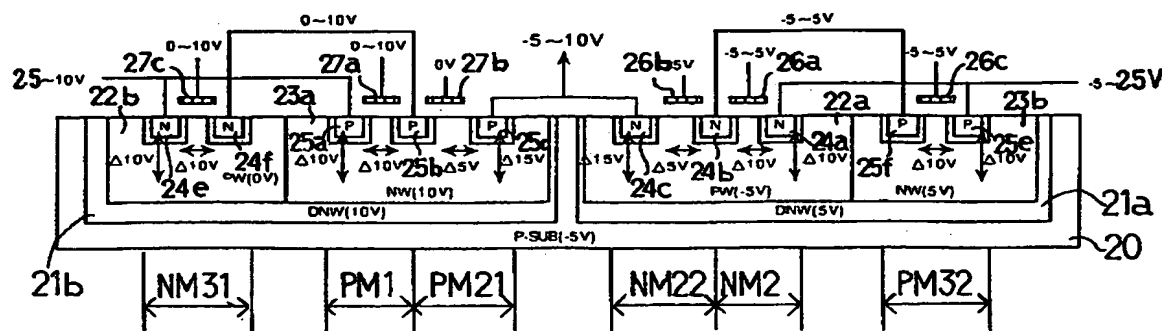 0~10V
-5~10V
-5~5V
0~10V
27a
0~10V
27b
0V
26b
-5V
26a
-5~5V
-5~5V
26c
27c
25~10V
-5~25V
22b
23a
22a
23b
N
N
P
P
P
N
N
N
P
P
25a
25b
24a
25e
24f
24e
24c
24b
25f
Δ10V
Δ10V
Δ10V
Δ10V
Δ5V
Δ15V
Δ15V
Δ5V
Δ10V
Δ10V
Δ10V
Δ10V
PW(0V)
NW(10V)
PW(-5V)
NW(5V)
DNW(10V)
DNW(5V)
P-SUB(-5V)
21b
21a
20
NM31
PM1
PM21
NM22
NM2
PM32